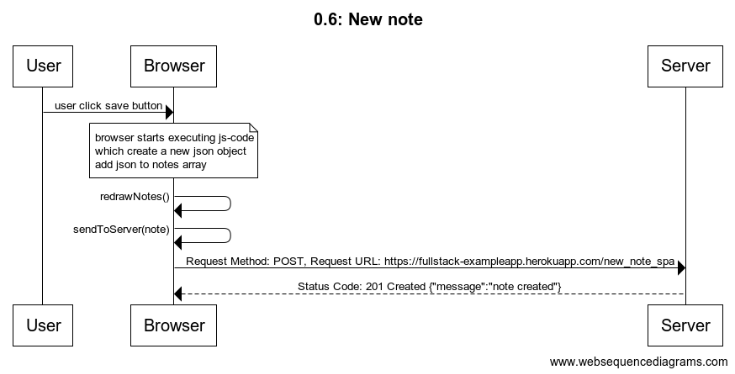 0.6: New note
User
Browser
Server
user click save button
browser starts executing js-code
which create a new json object
add json to notes array
redrawNotes()
sendToServer(note)
Request Method: POST, Request URL: https://fullstack-exampleapp.herokuapp.com/new_note_spa
Status Code: 201 Created {"message":"note created"}
User
Browser
Server
www.websequencediagrams.com